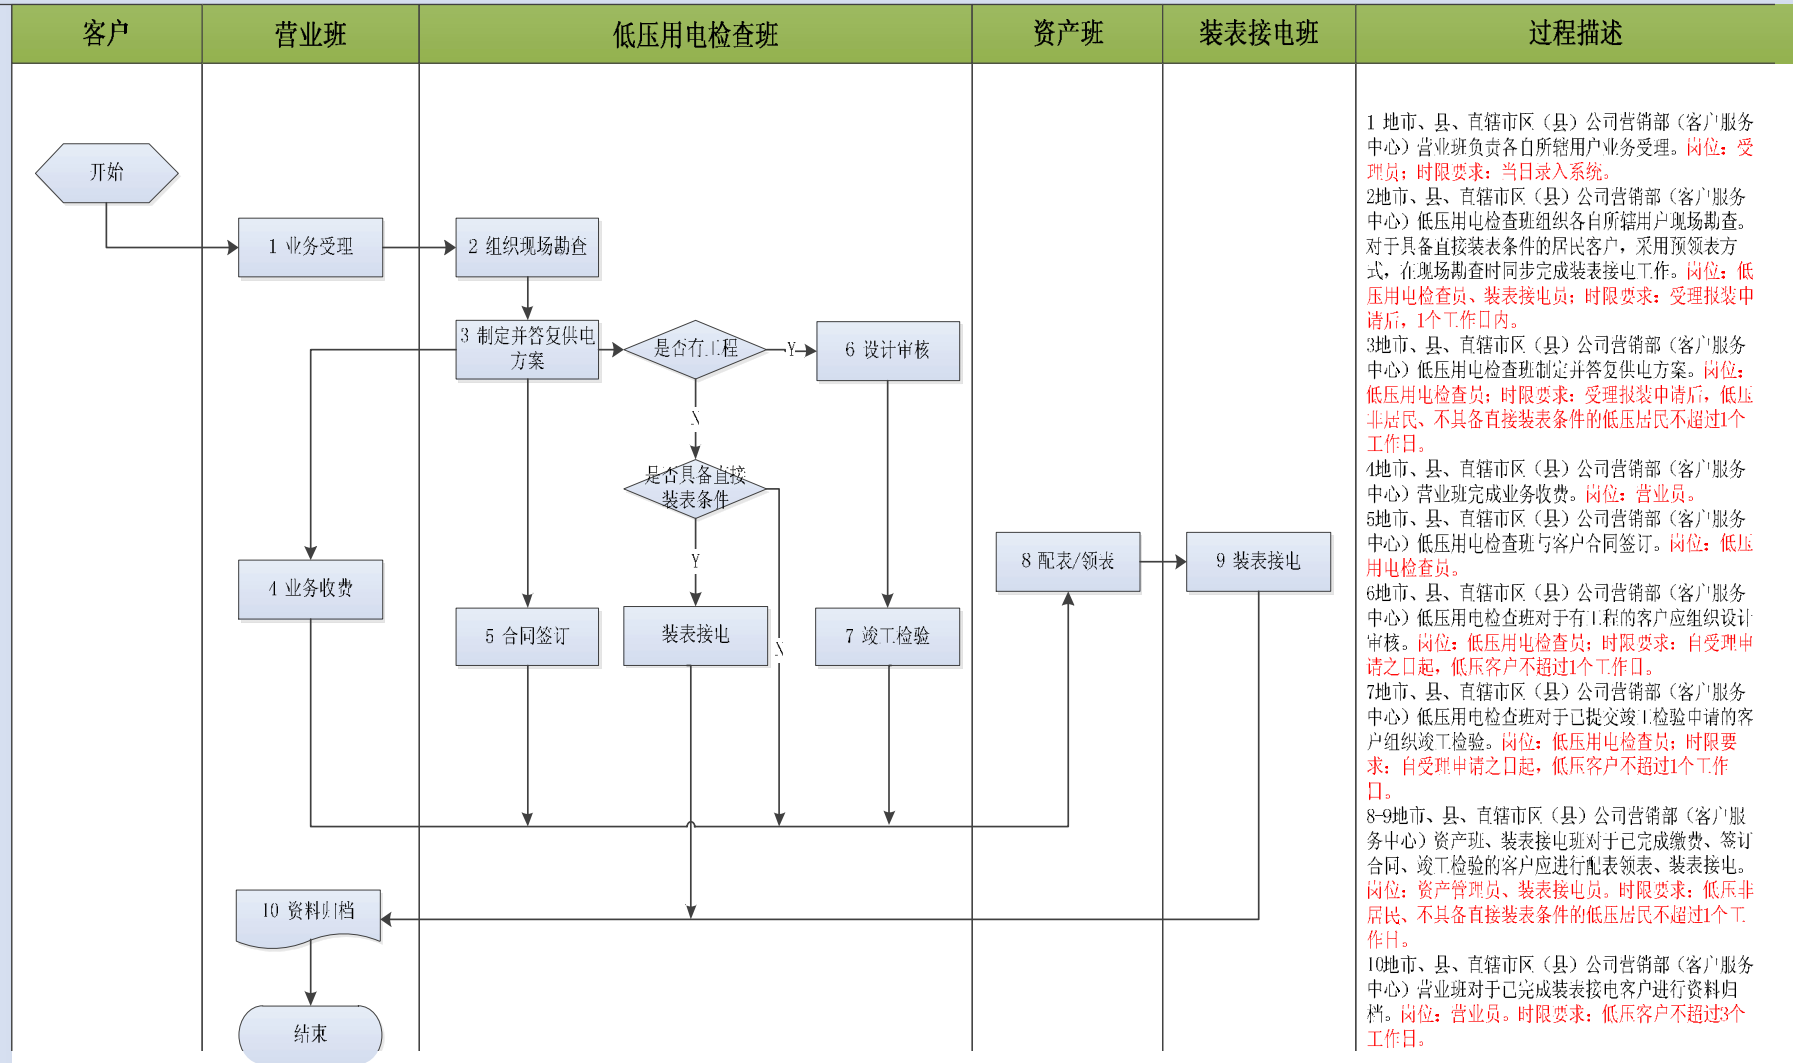 客户
营业班
低压用电检查班
资产班
装表接电班
过程描述
开始
1 业务受理
2 组织现场勘查
3 制定并答复供电
方案
是否有工程
Y
6 设计审核
N
是否具备直接
装表条件
Y
N
4 业务收费
5 合同签订
装表接电
7 竣工检验
8 配表/领表
9 装表接电
10 资料归档
结束
1 地市、县、直辖市区（县）公司营销部（客户服务
中心）营业班负责各自所辖用户业务受理。岗位：受
理员；时限要求：当日录入系统。
2地市、县、直辖市区（县）公司营销部（客户服务
中心）低压用电检查班组织各自所辖用户现场勘查。
对于具备直接装表条件的居民客户，采用预领表方
式，在现场勘查时同步完成装表接电工作。岗位：低
压用电检查员、装表接电员；时限要求：受理报装申
请后，1个工作日内。
3地市、县、直辖市区（县）公司营销部（客户服务
中心）低压用电检查班制定并答复供电方案。岗位：
低压用电检查员；时限要求：受理报装申请后，低压
非居民、不具备直接装表条件的低压居民不超过1个
工作日。
4地市、县、直辖市区（县）公司营销部（客户服务
中心）营业班完成业务收费。岗位：营业员。
5地市、县、直辖市区（县）公司营销部（客户服务
中心）低压用电检查班与客户合同签订。岗位：低压
用电检查员。
6地市、县、直辖市区（县）公司营销部（客户服务
中心）低压用电检查班对于有工程的客户应组织设计
审核。岗位：低压用电检查员；时限要求：自受理申
请之日起，低压客户不超过1个工作日。
7地市、县、直辖市区（县）公司营销部（客户服务
中心）低压用电检查班对于已提交竣工检验申请的客
户组织竣工检验。岗位：低压用电检查员；时限要
求：自受理申请之日起，低压客户不超过1个工作
日。
8-9地市、县、直辖市区（县）公司营销部（客户服
务中心）资产班、装表接电班对于已完成缴费、签订
合同、竣工检验的客户应进行配表领表、装表接电。
岗位：资产管理员、装表接电员。时限要求：低压非
居民、不具备直接装表条件的低压居民不超过1个工
作日。
10地市、县、直辖市区（县）公司营销部（客户服务
中心）营业班对于已完成装表接电客户进行资料归
档。岗位：营业员。时限要求：低压客户不超过3个
工作日。